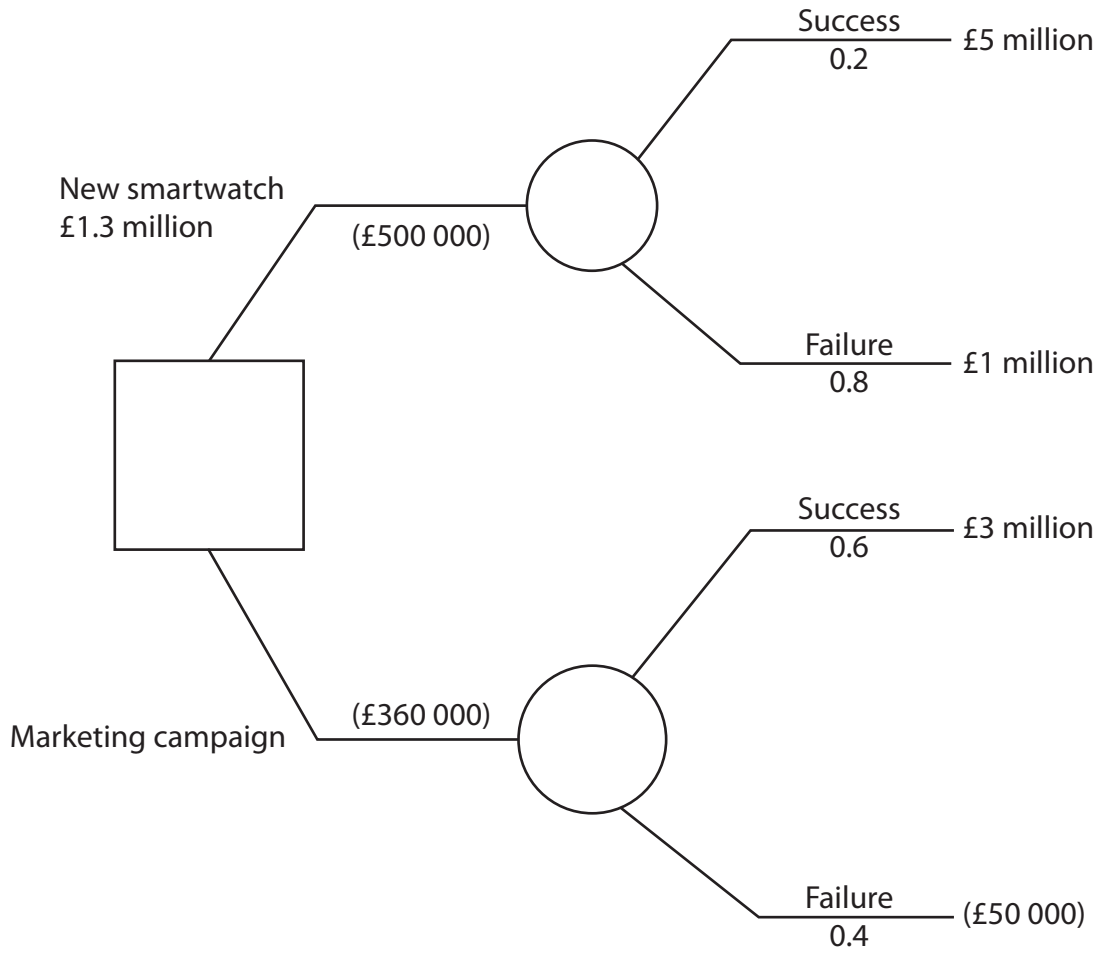 Success
0.2
£5 million
New smartwatch
£1.3 million
(£500 000)
Failure
0.8
£1 million
Success
0.6
£3 million
(£360 000)
Marketing campaign
Failure
0.4
(£50 000)